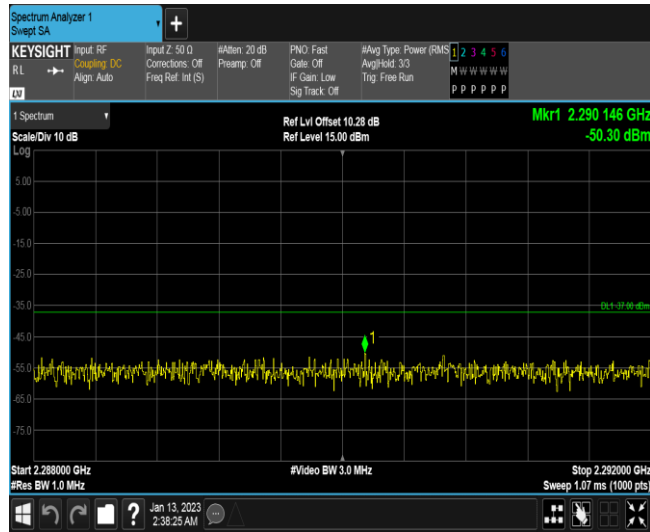 Spectrum Analyzer 1
Swept SA
+
KEYSIGHT
RL
LXI
Input: RF
Coupling: DC
Align: Auto
Input Z: 50 Ω
Corrections: Off
Freq Ref: Int (S)
#Atten: 20 dB
Preamp: Off
PNO: Fast
Gate: Off
IF Gain: Low
Sig Track: Off
#Avg Type: Power (RMS
Avg|Hold: 3/3
Trig: Free Run
1 2 3 4 5 6
M W W W W W
P P P P P P
1 Spectrum
Scale/Div 10 dB
Log
Ref Lvl Offset 10.28 dB
Ref Level 15.00 dBm
Mkr1 2.290 146 GHz
-50.30 dBm
5.00
-5.00
-15.0
-25.0
-35.0
DL1 -37.00 dBm
-45.0
1
-55.0
-65.0
-75.0
Start 2.288000 GHz
#Res BW 1.0 MHz
#Video BW 3.0 MHz
Stop 2.292000 GHz
Sweep 1.07 ms (1000 pts)
?
Jan 13, 2023
2:38:25 AM